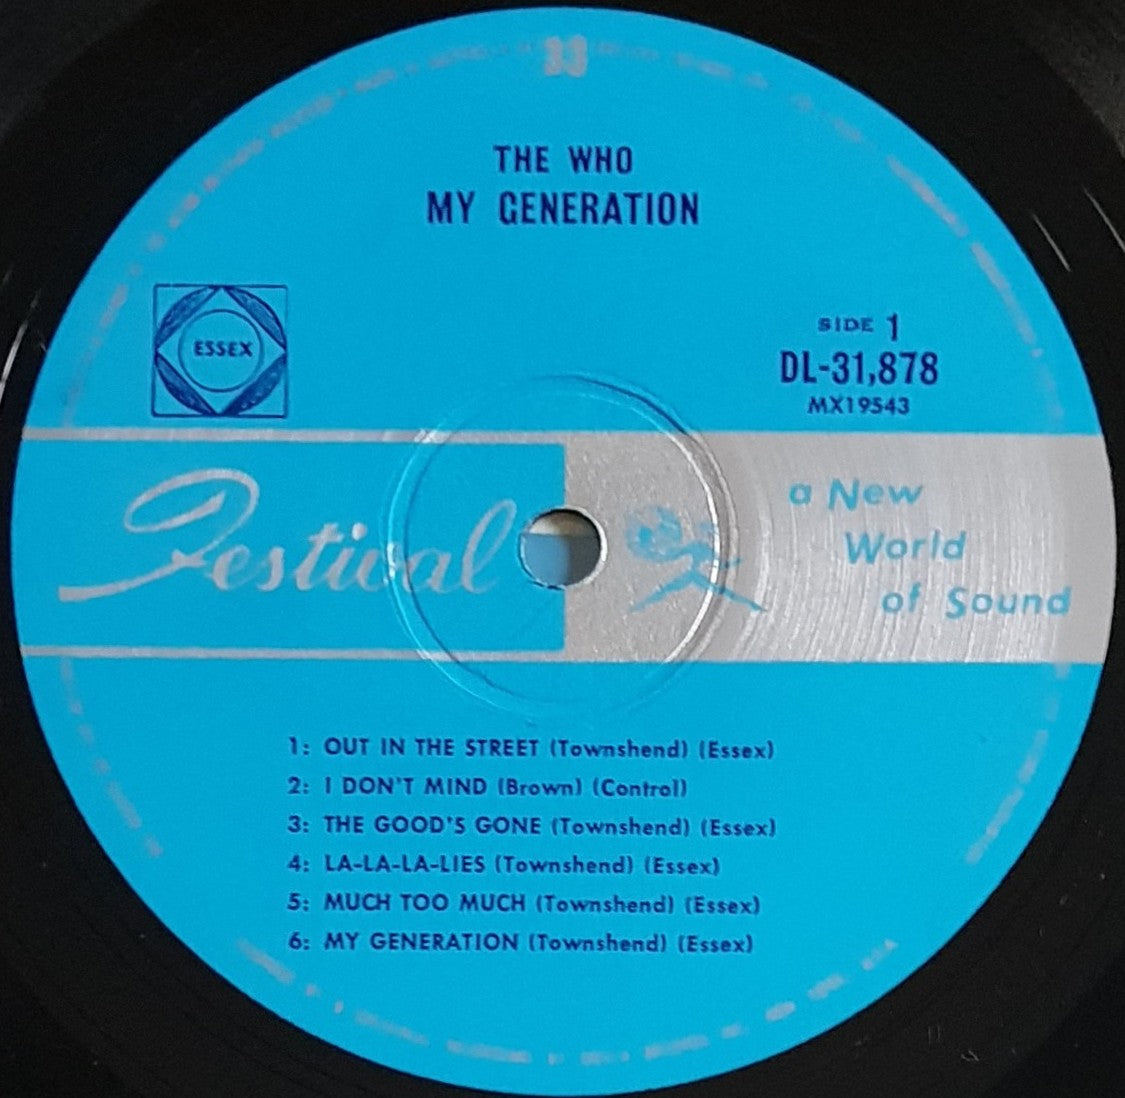 33
THE WHO
MY GENERATION
ESSEX
SIDE 1
DL-31,878
MX19543
Festival
a New
World
of Sound
1: OUT IN THE STREET (Townshend) (Essex)
2: I DON'T MIND (Brown) (Control)
3: THE GOOD'S GONE (Townshend) (Essex)
4: LA-LA-LA-LIES (Townshend) (Essex)
5: MUCH TOO MUCH (Townshend) (Essex)
6: MY GENERATION (Townshend) (Essex)